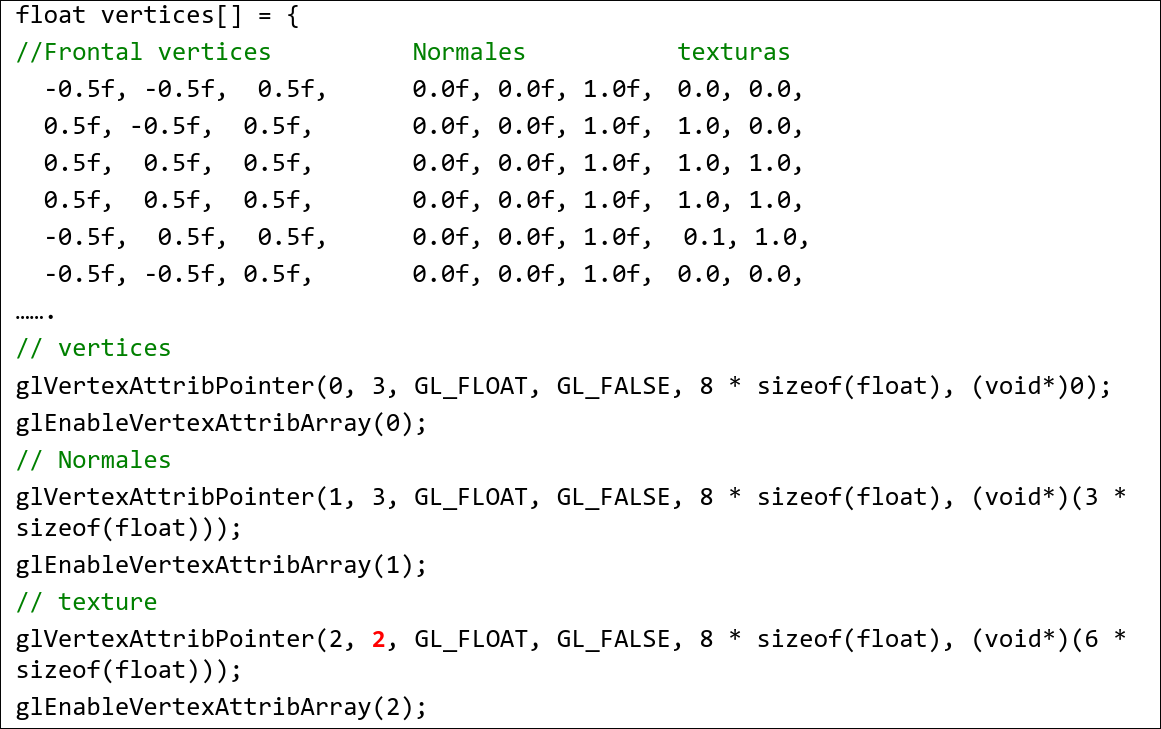 float vertices[] = {
//Frontal vertices Normales texturas
-0.5f, -0.5f, 0.5f, 0.0f, 0.0f, 1.0f, 0.0, 0.0,
0.5f, -0.5f, 0.5f, 0.0f, 0.0f, 1.0f, 1.0, 0.0,
0.5f, 0.5f, 0.5f, 0.0f, 0.0f, 1.0f, 1.0, 1.0,
0.5f, 0.5f, 0.5f, 0.0f, 0.0f, 1.0f, 1.0, 1.0,
-0.5f, 0.5f, 0.5f, 0.0f, 0.0f, 1.0f, 0.1, 1.0,
-0.5f, -0.5f, 0.5f, 0.0f, 0.0f, 1.0f, 0.0, 0.0,
…….
// vertices
glVertexAttribPointer(0, 3, GL_FLOAT, GL_FALSE, 8 * sizeof(float), (void*)0);
glEnableVertexAttribArray(0);
// Normales
glVertexAttribPointer(1, 3, GL_FLOAT, GL_FALSE, 8 * sizeof(float), (void*)(3 *
sizeof(float)));
glEnableVertexAttribArray(1);
// texture
glVertexAttribPointer(2, 2, GL_FLOAT, GL_FALSE, 8 * sizeof(float), (void*)(6 *
sizeof(float)));
glEnableVertexAttribArray(2);